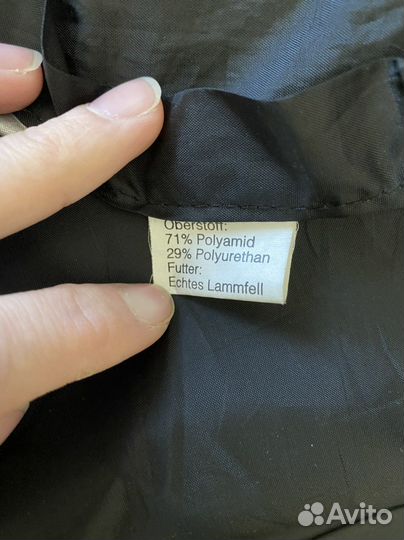 Oberstoff:
71% Polyamid
29% Polyurethan
Futter:
Echtes Lammfell
Avito